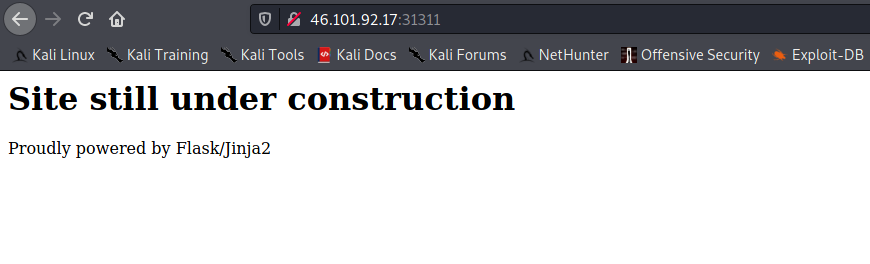 46.101.92.17:31311
Kali Linux Kali Training Kali Tools Kali Docs Kali Forums NetHunter Offensive Security Exploit-DB
Site still under construction
Proudly powered by Flask/Jinja2